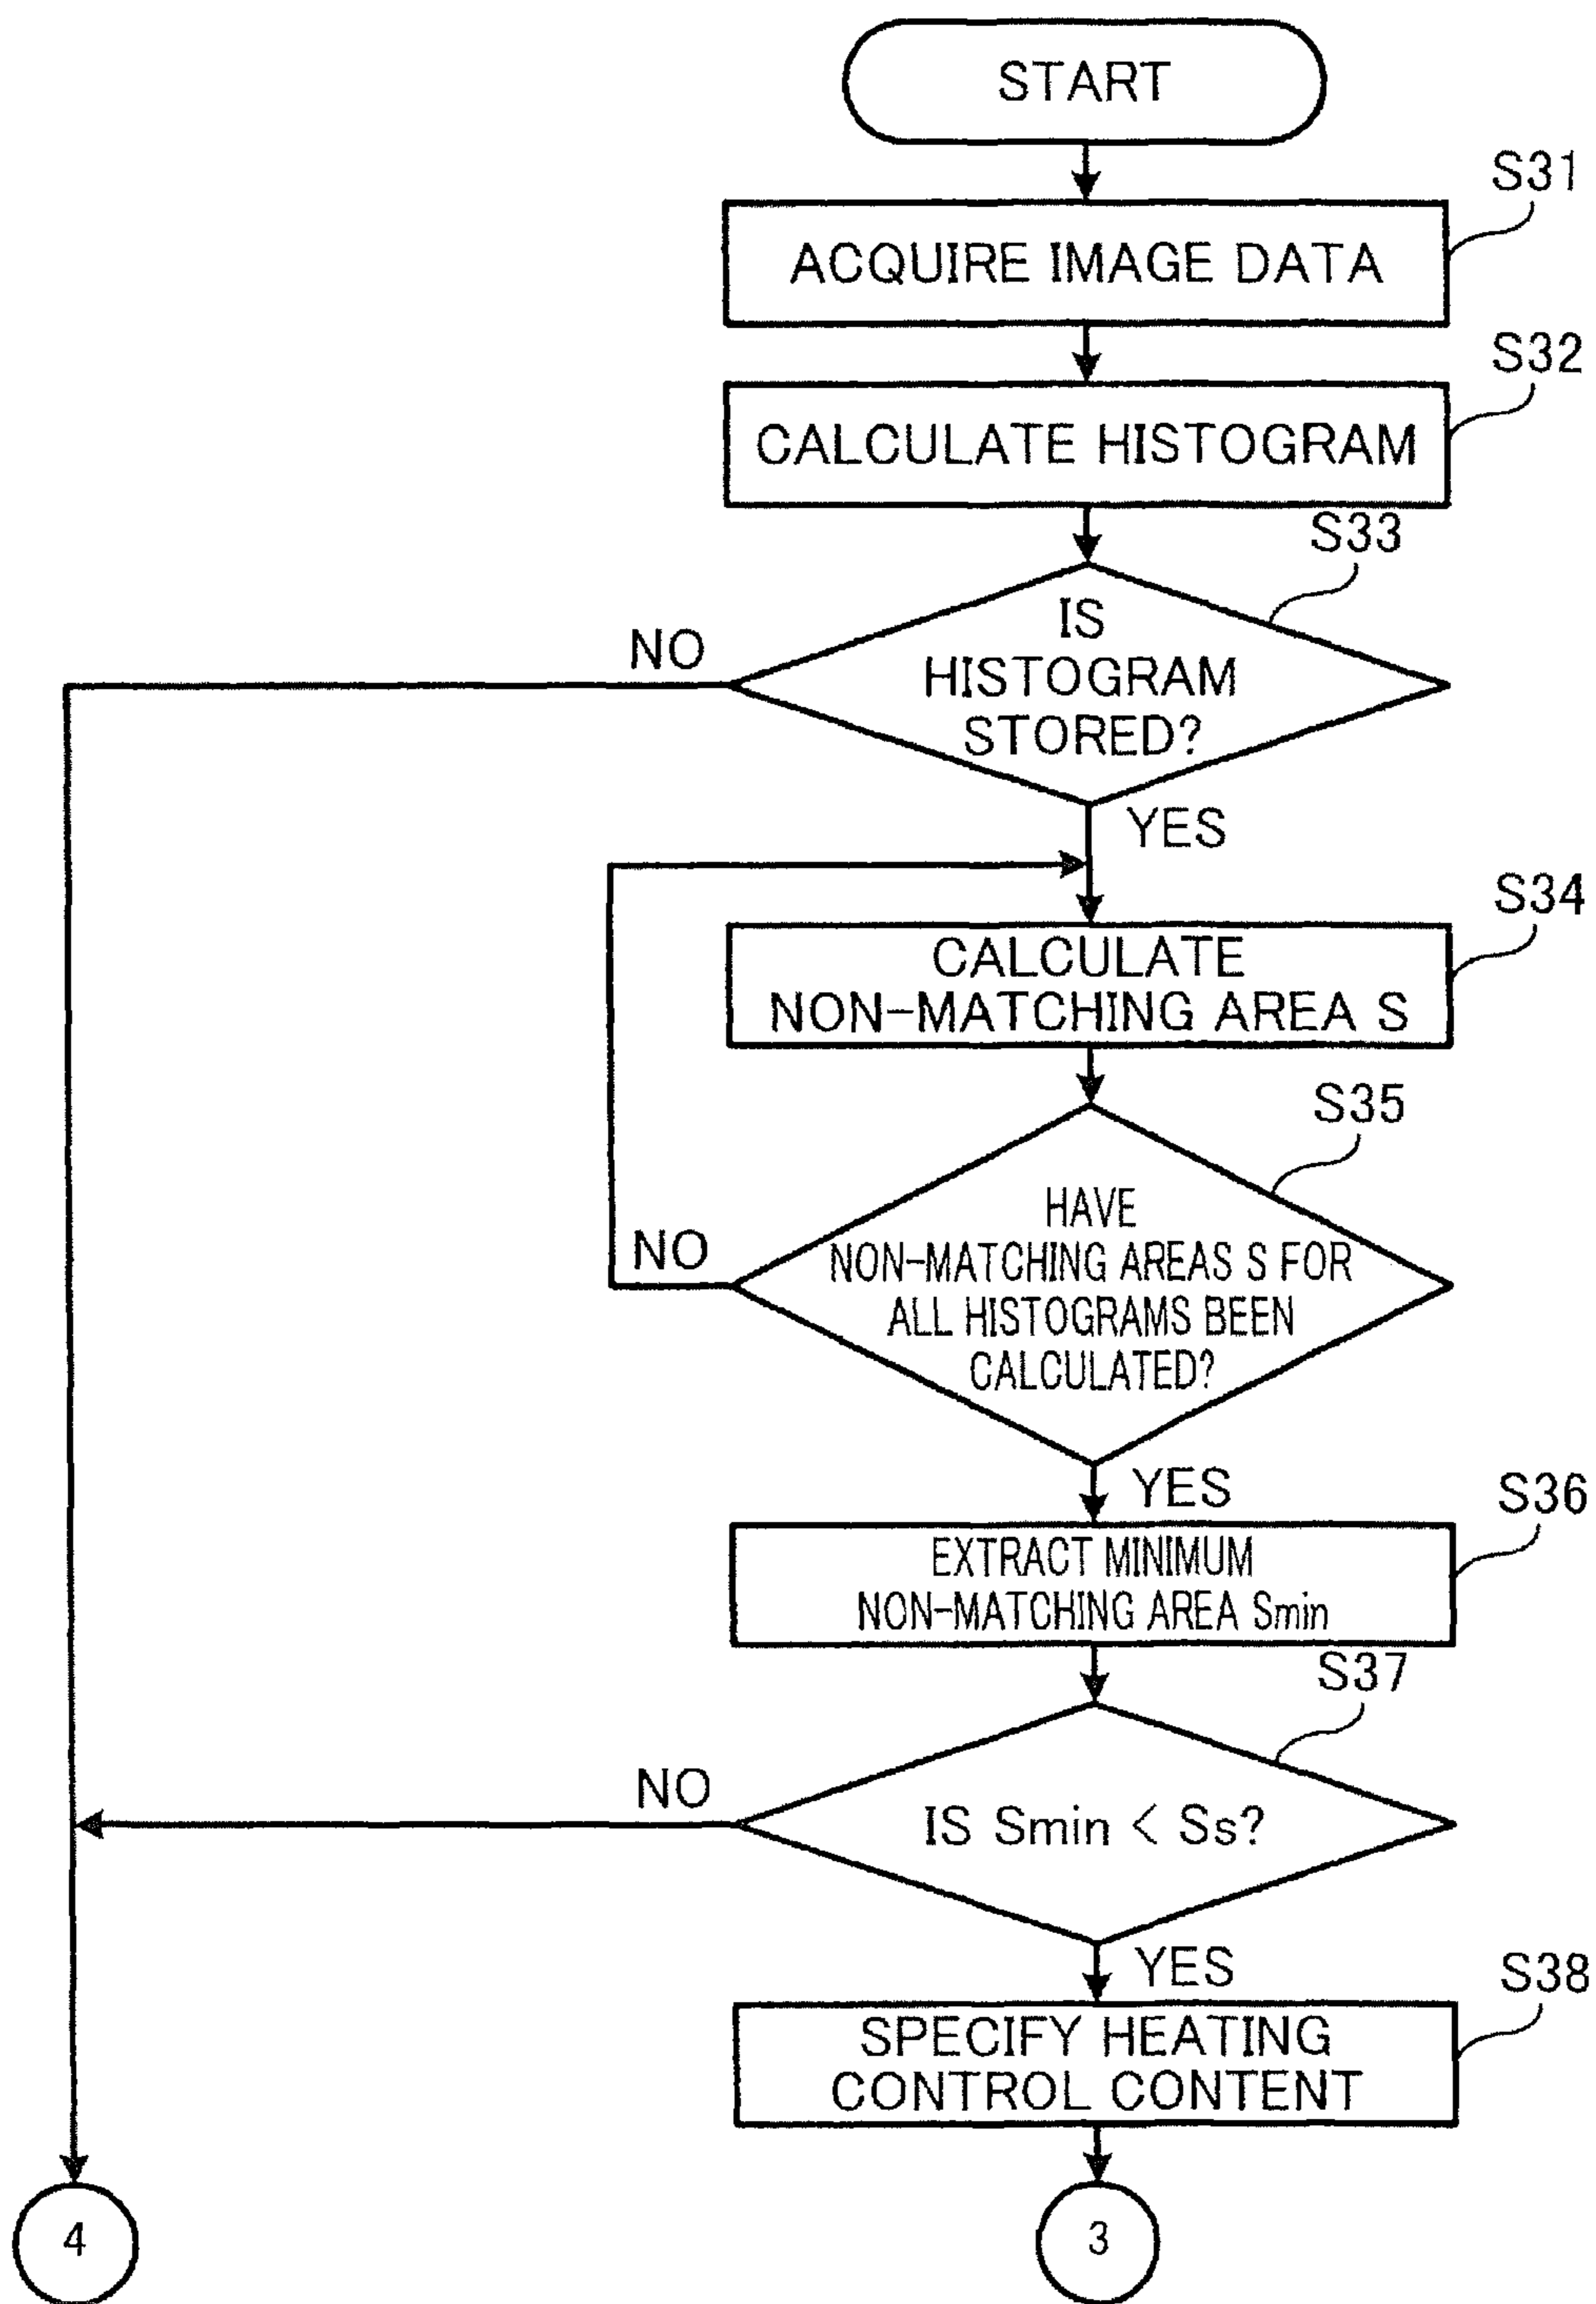 START
S31
ACQUIRE IMAGE DATA
S32
CALCULATE HISTOGRAM
S33
IS
HISTOGRAM
STORED?
NO
YES
S34
CALCULATE
NON-MATCHING AREA S
S35
HAVE
NON-MATCHING AREAS S FOR
ALL HISTOGRAMS BEEN
CALCULATED?
NO
YES
S36
EXTRACT MINIMUM
NON-MATCHING AREA Smin
S37
NO
IS Smin < Ss?
YES
S38
SPECIFY HEATING
CONTROL CONTENT
4
3